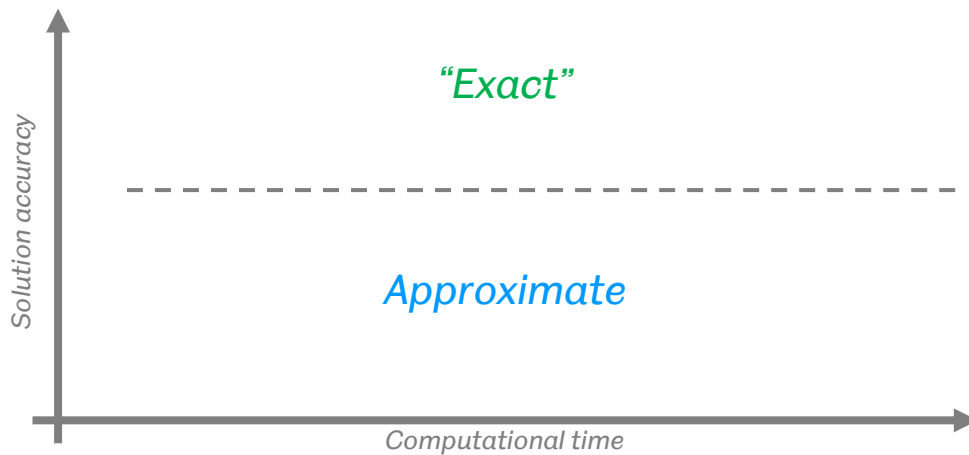 “Exact”
Solution accuracy
Approximate
Computational time